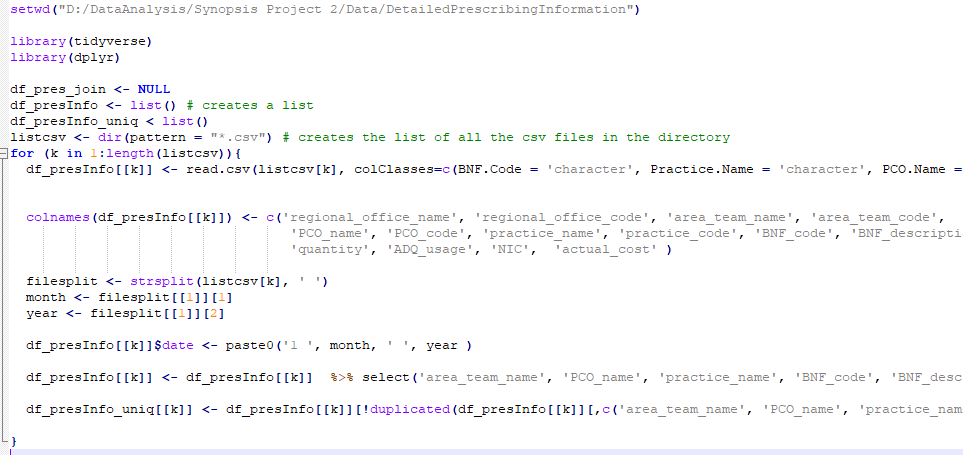 setwd("D:/DataAnalysis/Synopsis Project 2/Data/DetailedPrescribingInformation")
library(tidyverse)
library(dplyr)
df_pres_join <- NULL
df_presInfo <- list() # creates a list
df_presInfo_uniq < list()
listcsv <- dir(pattern = "*.csv") # creates the list of all the csv files in the directory
for (k in 1:length(listcsv)){
df_presInfo[[k]] <- read.csv(listcsv[k], colClasses=c(BNF.Code = 'character', Practice.Name = 'character', PCO.Name =
colnames(df_presInfo[[k]]) <- c('regional_office_name', 'regional_office_code', 'area_team_name', 'area_team_code',
'PCO_name', 'PCO_code', 'practice_name', 'practice_code', 'BNF_code', 'BNF_descripti
'quantity', 'ADQ_usage', 'NIC',  'actual_cost' )
filesplit <- strsplit(listcsv[k], ' ')
month <- filesplit[[1]][1]
year <- filesplit[[1]][2]
df_presInfo[[k]]$date <- paste0('1 ', month, ' ', year )
df_presInfo[[k]] <- df_presInfo[[k]]  %>% select('area_team_name', 'PCO_name', 'practice_name', 'BNF_code', 'BNF_desc
df_presInfo_uniq[[k]] <- df_presInfo[[k]][!duplicated(df_presInfo[[k]][,c('area_team_name', 'PCO_name', 'practice_nam
}